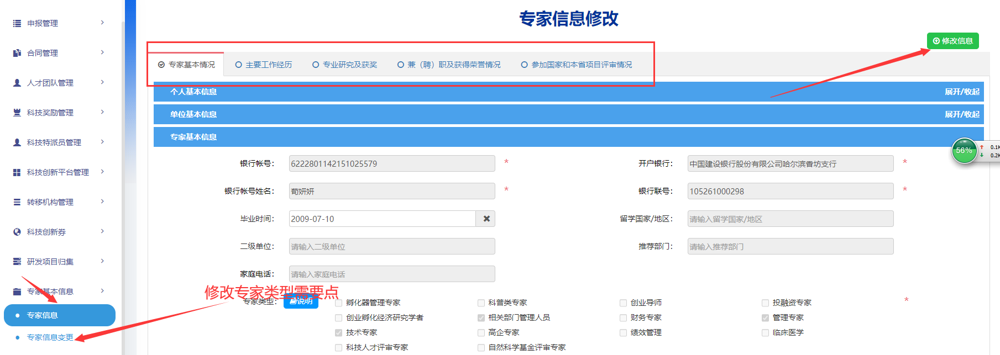 专家信息修改
修改信息
申报管理
合同管理
人才团队管理
科技奖励管理
科技特派员管理
科技创新平台管理
转移机构管理
科技创新券
研发项目归集
专家基本信息
专家信息
专家信息变更
专家基本情况 主要工作经历 专业研究及获奖 兼（聘）职及获得荣誉情况 参加国家和本省项目评审情况
个人基本信息 展开/收起
单位基本信息 展开/收起
专家基本信息
56% 0.1K
0.2K
银行帐号： 6222801142151025579 * 开户银行： 中国建设银行股份有限公司哈尔滨香坊支行 *
银行帐号姓名： 荀妍妍 * 银行联号： 105261000298 *
毕业时间： 2009-07-10 留学国家/地区： 请输入留学国家/地区
二级单位： 请输入二级单位 推荐部门： 请输入推荐部门
家庭电话： 请输入家庭电话
修改专家类型需要点
专家类型： 说明 孵化器管理专家 科普类专家 创业导师 投融资专家 *
创业孵化经济研究学者 相关部门管理人员 财务专家 管理专家
技术专家 高企专家 绩效管理 临床医学
科技人才评审专家 自然科学基金评审专家